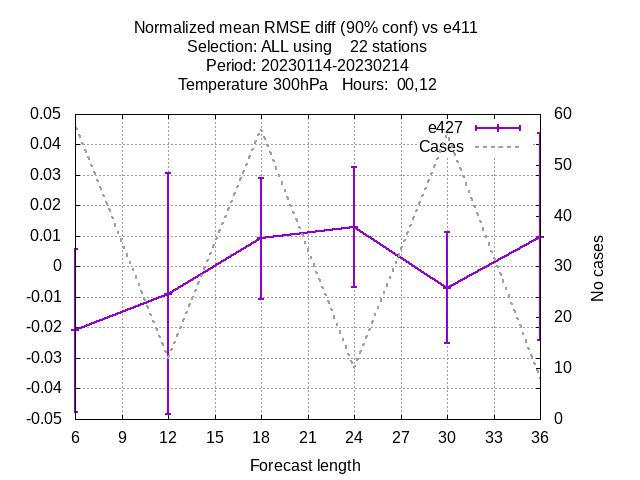 Normalized mean RMSE diff (90% conf) vs e411
Selection: ALL using 22 stations
Period: 20230114-20230214
Temperature 300hPa Hours: 00,12
e427
Cases
0.05
0.04
0.03
0.02
0.01
0
-0.01
-0.02
-0.03
-0.04
-0.05
60
50
40
30
20
10
0
No cases
6 9 12 15 18 21 24 27 30 33 36
Forecast length